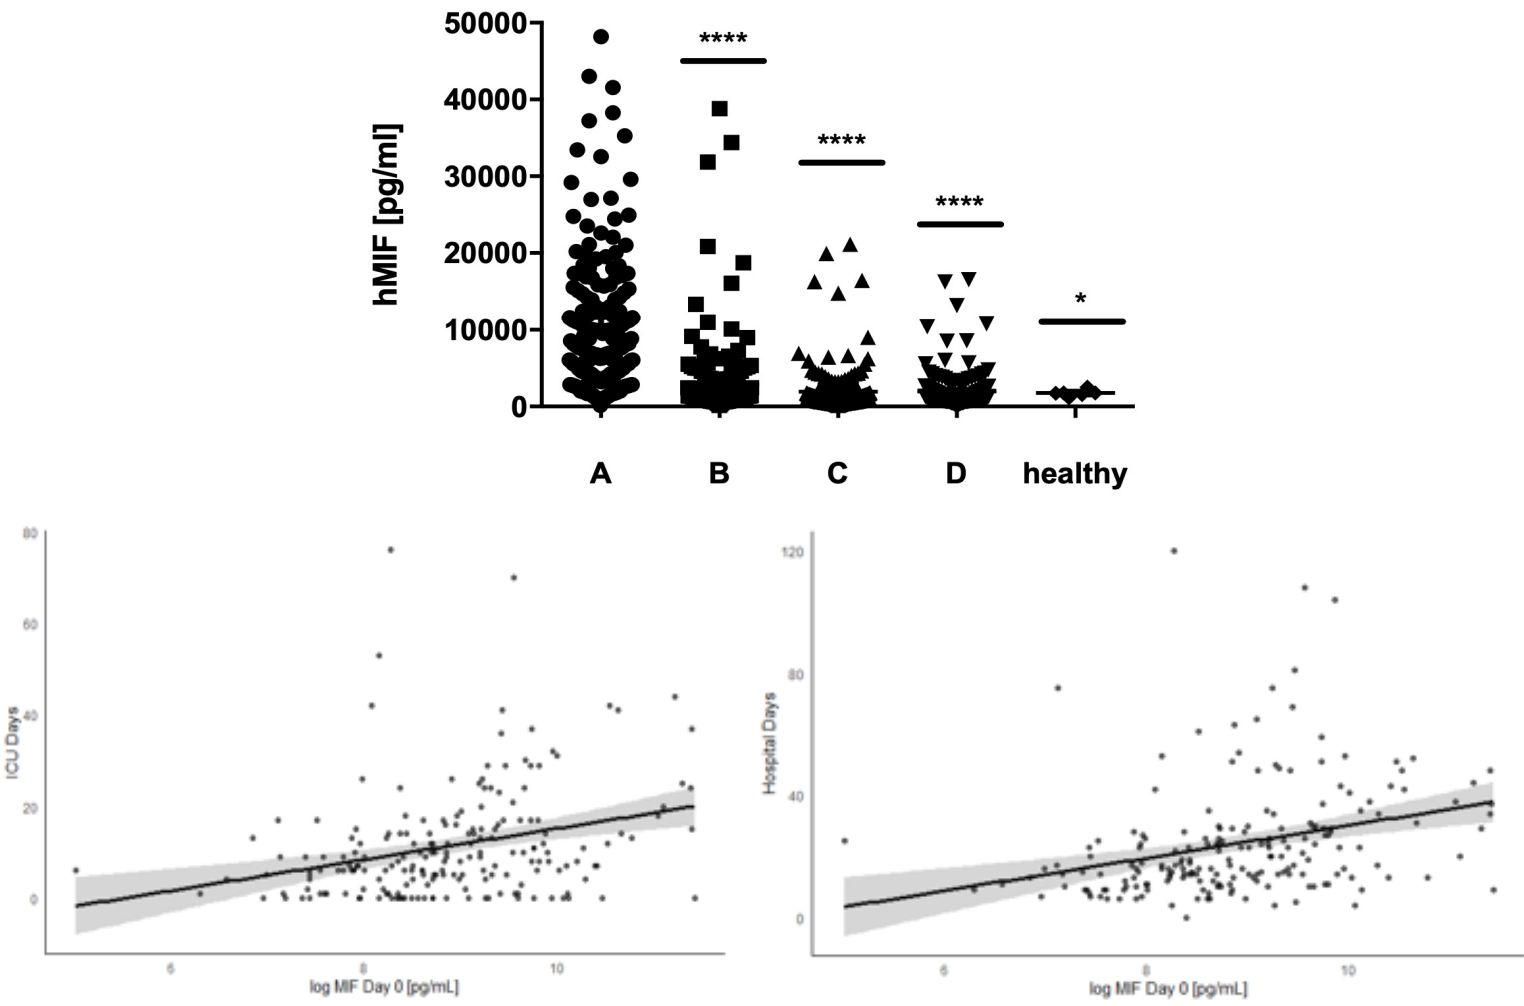 hMIF [pg/ml]
50000
40000
30000
20000
10000
0
****
****
****
*
A B C D healthy
ICU Days
80
60
40
20
0
6 8 10
log MIF Day 0 [pg/mL]
Hospital Days
120
80
40
0
6 8 10
log MIF Day 0 [pg/mL]